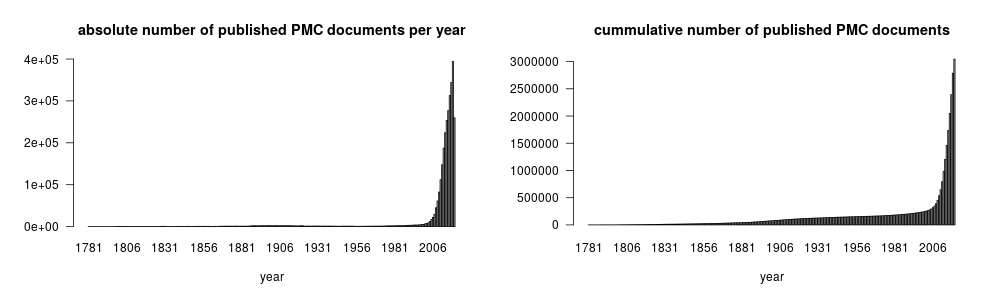 absolute number of published PMC documents per year
4e+05
3e+05
2e+05
1e+05
0e+00
1781 1806 1831 1856 1881 1906 1931 1956 1981 2006
year
cummulative number of published PMC documents
3000000
2500000
2000000
1500000
1000000
500000
0
1781 1806 1831 1856 1881 1906 1931 1956 1981 2006
year